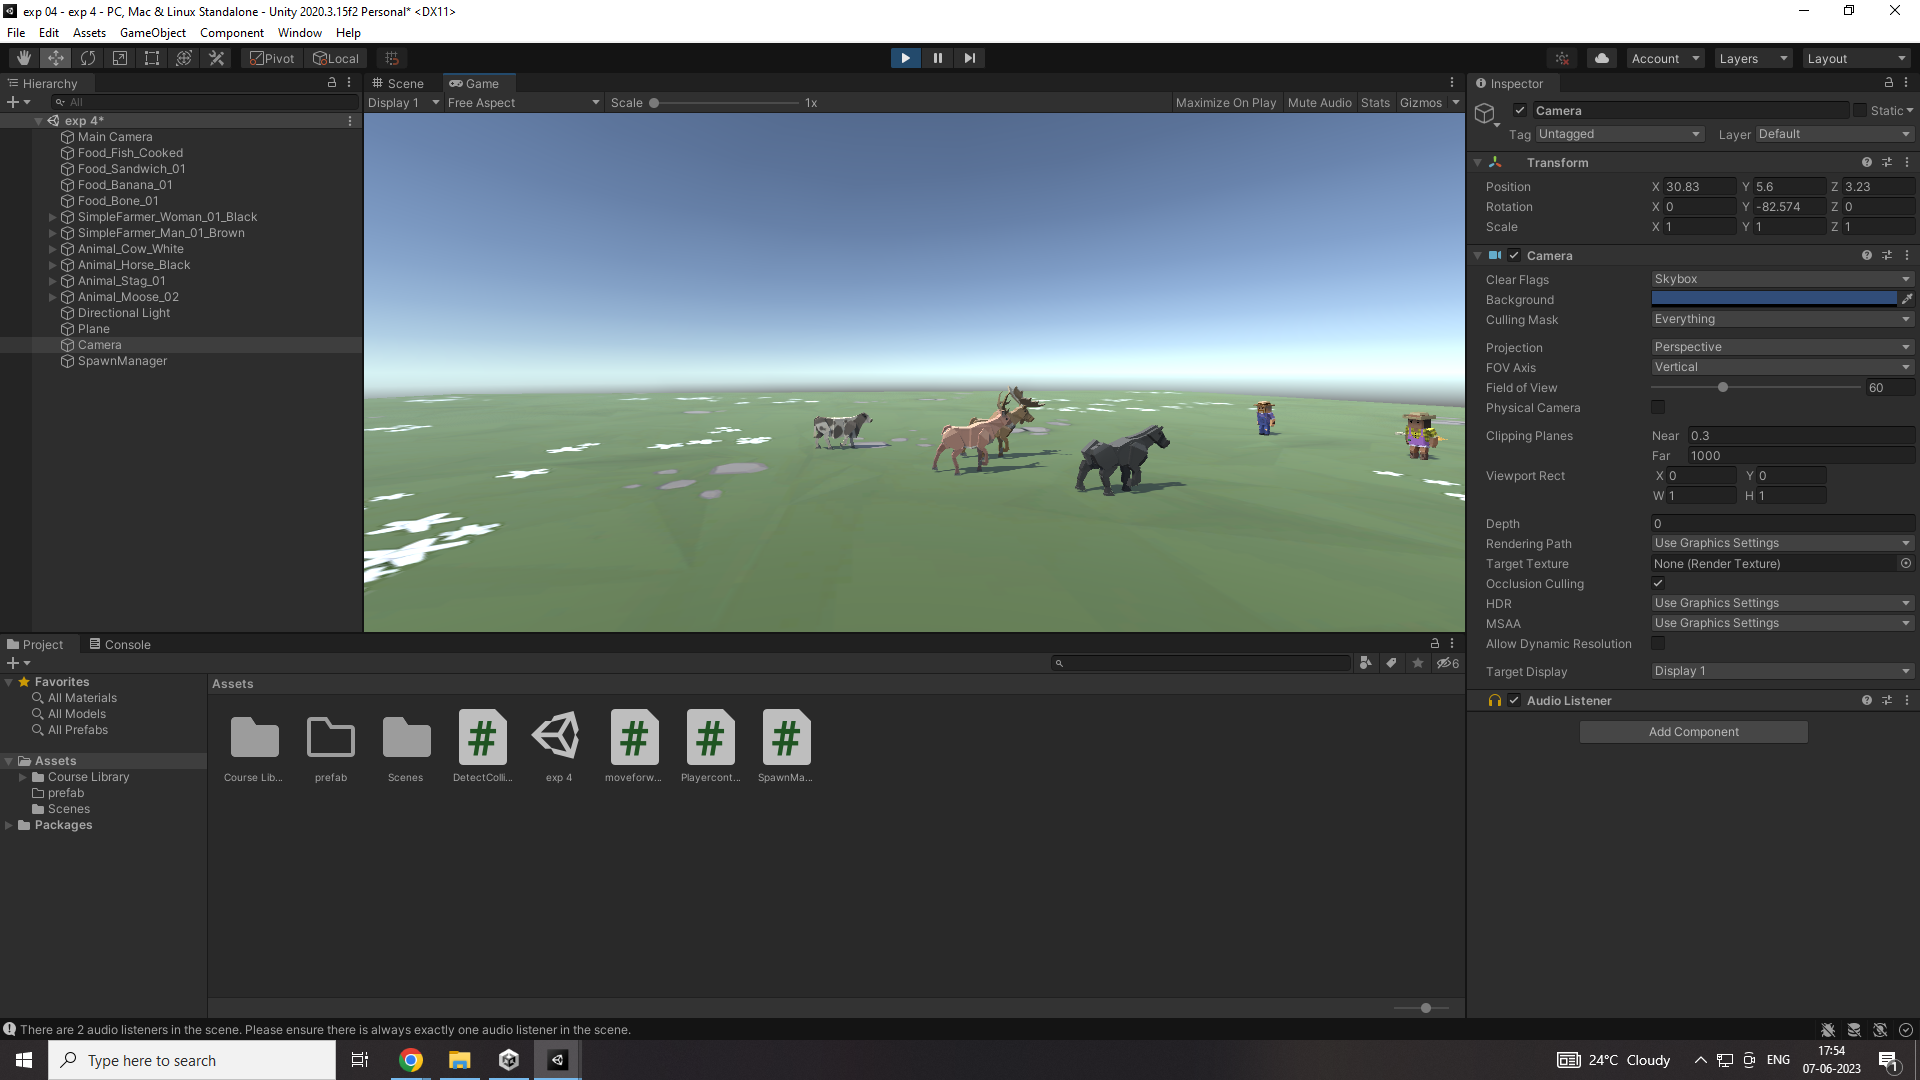 exp 04 - exp 4 - PC, Mac & Linux Standalone - Unity 2020.3.15f2 Personal* <DX11>
File Edit Assets GameObject Component Window Help
Pivot Local
Account Layers Layout
Hierarchy
All
exp 4*
Main Camera
Food_Fish_Cooked
Food_Sandwich_01
Food_Banana_01
Food_Bone_01
SimpleFarmer_Woman_01_Black
SimpleFarmer_Man_01_Brown
Animal_Cow_White
Animal_Horse_Black
Animal_Stag_01
Animal_Moose_02
Directional Light
Plane
Camera
SpawnManager
Scene Game
Display 1 Free Aspect Scale 1x Maximize On Play Mute Audio Stats Gizmos
Inspector
Camera Static
Tag Untagged Layer Default
Transform
Position X 30.83 Y 5.6 Z 3.23
Rotation X 0 Y -82.574 Z 0
Scale X 1 Y 1 Z 1
Camera
Clear Flags Skybox
Background
Culling Mask Everything
Projection Perspective
FOV Axis Vertical
Field of View 60
Physical Camera
Clipping Planes Near 0.3
Far 1000
Viewport Rect X 0 Y 0
W 1 H 1
Depth 0
Rendering Path Use Graphics Settings
Target Texture None (Render Texture)
Occlusion Culling
HDR Use Graphics Settings
MSAA Use Graphics Settings
Allow Dynamic Resolution
Target Display Display 1
Audio Listener
Add Component
Project Console
6
Favorites
All Materials
All Models
All Prefabs
Assets
Course Library
prefab
Scenes
Packages
Assets
Course Lib... prefab Scenes DetectColli... exp 4 moveforw... Playercont... SpawnMa...
There are 2 audio listeners in the scene. Please ensure there is always exactly one audio listener in the scene.
Type here to search
24°C Cloudy
ENG
17:54
07-06-2023
1